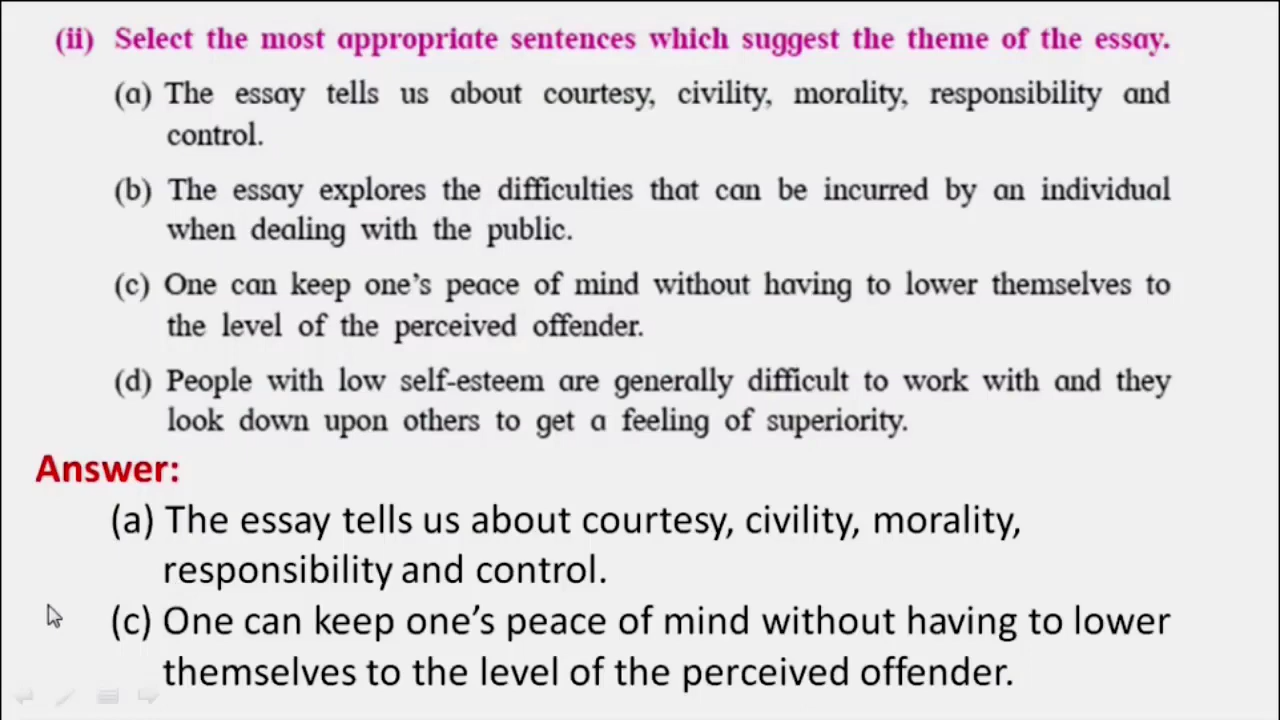 (ii) Select the most appropriate sentences which suggest the theme of the essay.
(a) The essay tells us about courtesy, civility, morality, responsibility and
control.
(b) The essay explores the difficulties that can be incurred by an individual
when dealing with the public.
(c) One can keep one’s peace of mind without having to lower themselves to
the level of the perceived offender.
(d) People with low self-esteem are generally difficult to work with and they
look down upon others to get a feeling of superiority.
Answer:
(a) The essay tells us about courtesy, civility, morality,
responsibility and control.
(c) One can keep one’s peace of mind without having to lower
themselves to the level of the perceived offender.